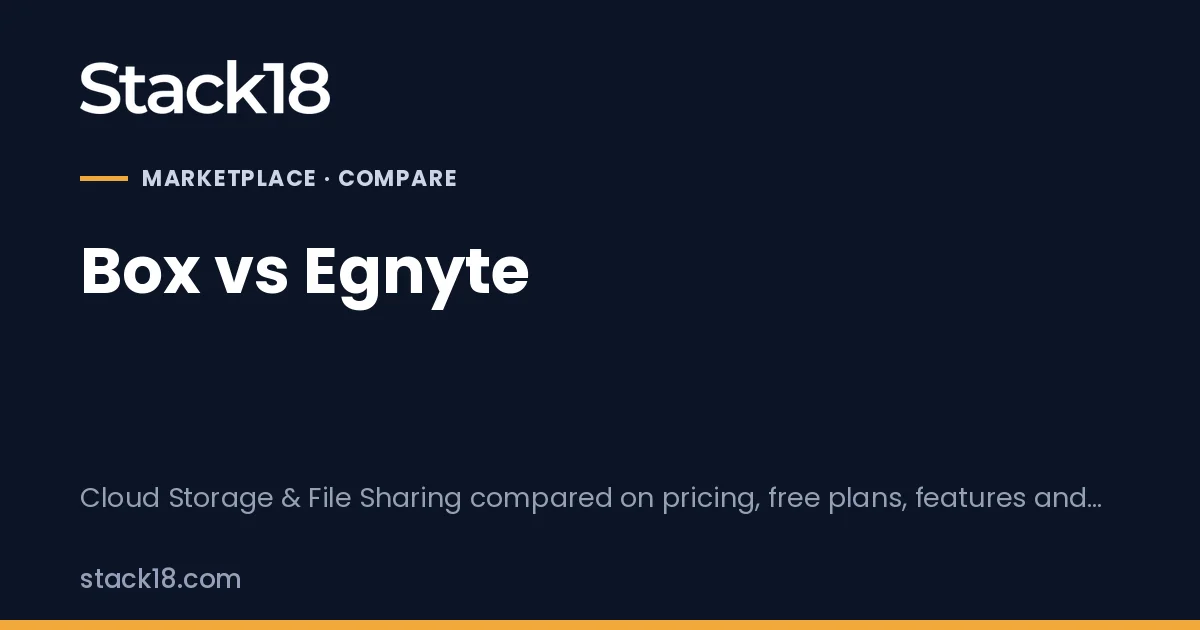 Stack18
MARKETPLACE · COMPARE
Box vs Egnyte
Cloud Storage & File Sharing compared on pricing, free plans, features and...
stack18.com